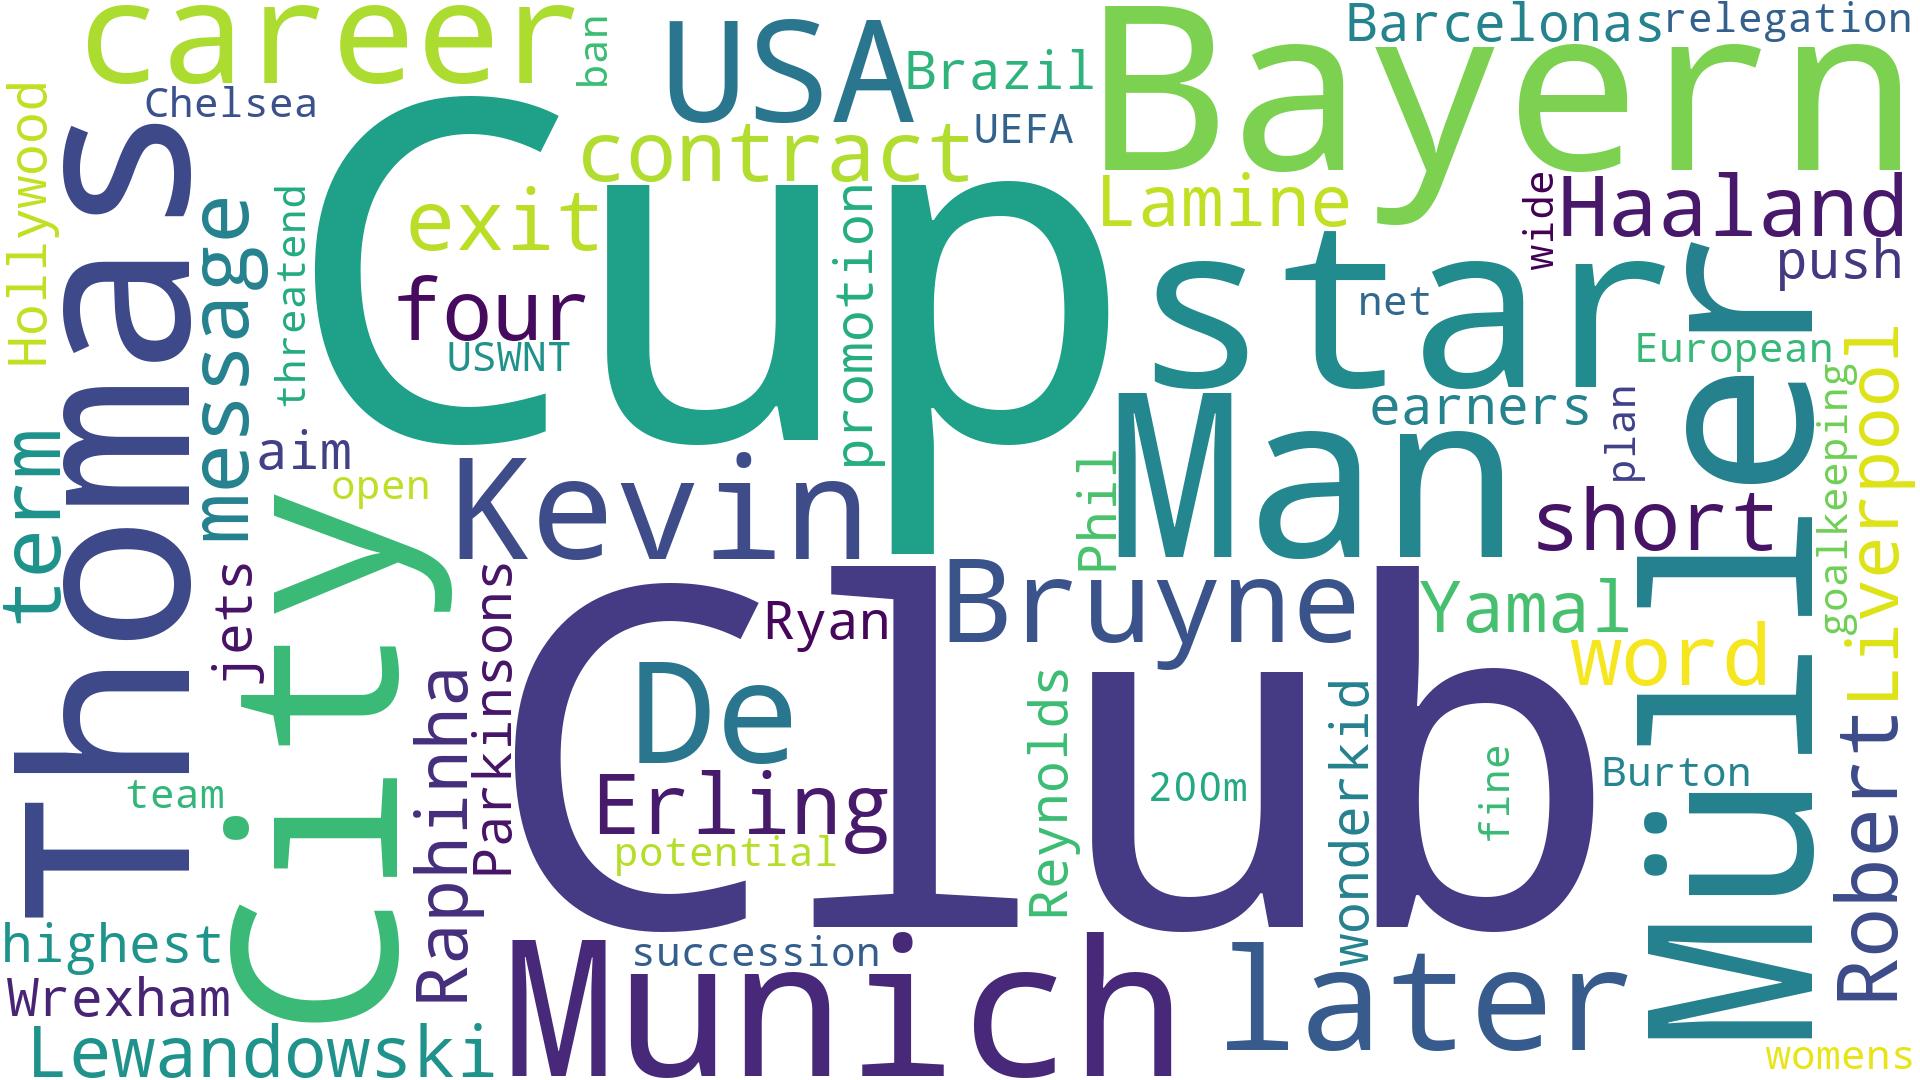 career
ban
USA
Brazil
Bayern
Barcelonas
relegation
Hollywood
Chelsea
Thomas
message
threatend
Cup
contract
UEFA
exit
four
USWNT
promotion
Lamine
wide
Haaland
push
star
net
European
earners
plan
goalkeeping
Liverpool
term
aim
open
City
Kevin
Phil
Man
short
Müller
jets
Parkinsons
Raphinha
Club
Ryan
Bruyne
Yamal
word
De
Erling
potential
Reynolds
200m
wonderkid
fine
Burton
Robert
team
highest
Wrexham
Lewandowski
succession
Munich
later
womens